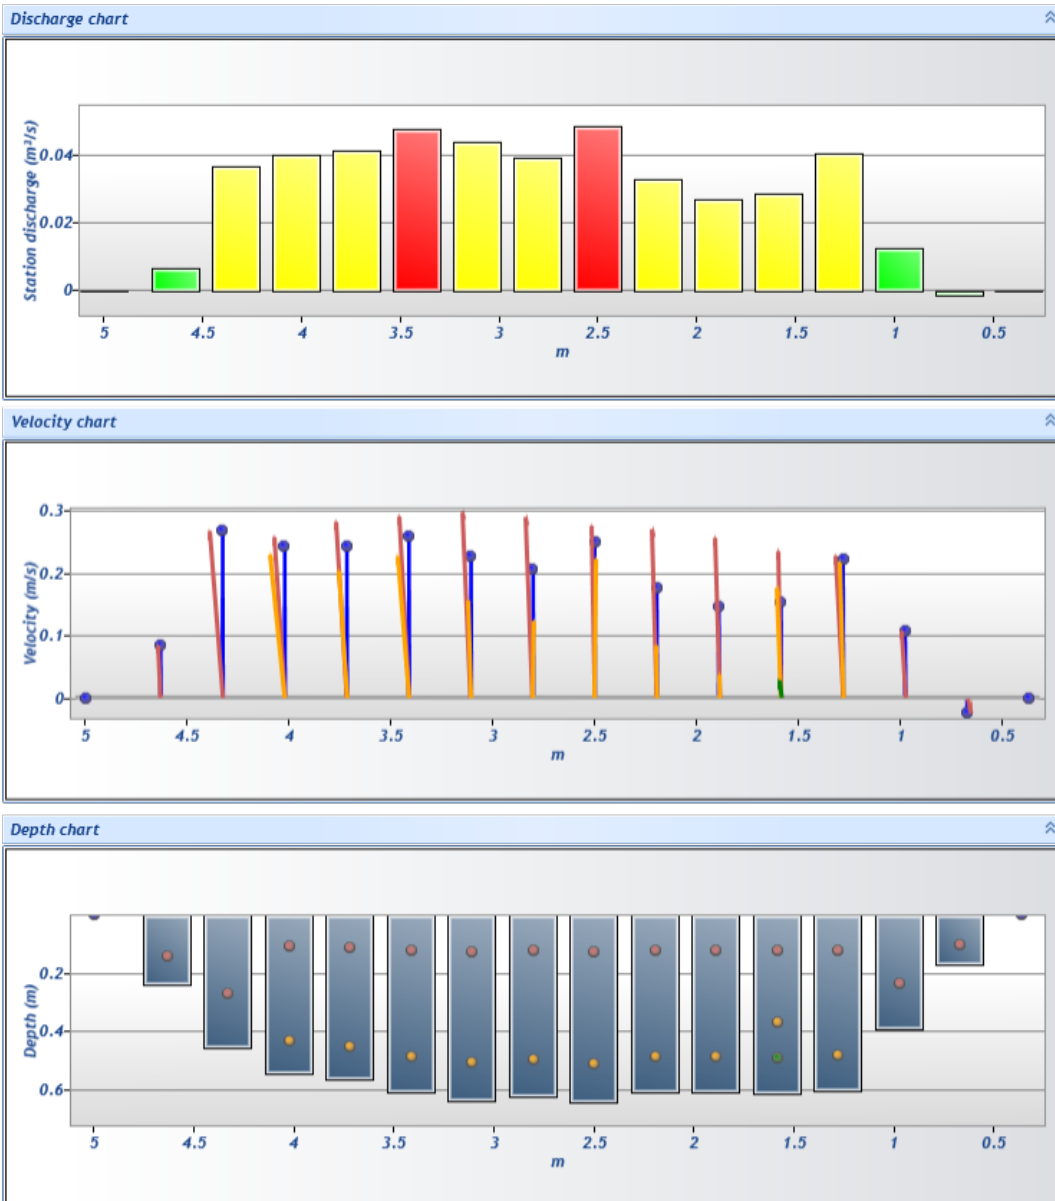 Discharge chart
Station discharge (m³/s)
0.04
0.02
0
5 4.5 4 3.5 3 2.5 2 1.5 1 0.5
m
Velocity chart
Velocity (m/s)
0.3
0.2
0.1
0
5 4.5 4 3.5 3 2.5 2 1.5 1 0.5
m
Depth chart
Depth (m)
0.2
0.4
0.6
5 4.5 4 3.5 3 2.5 2 1.5 1 0.5
m